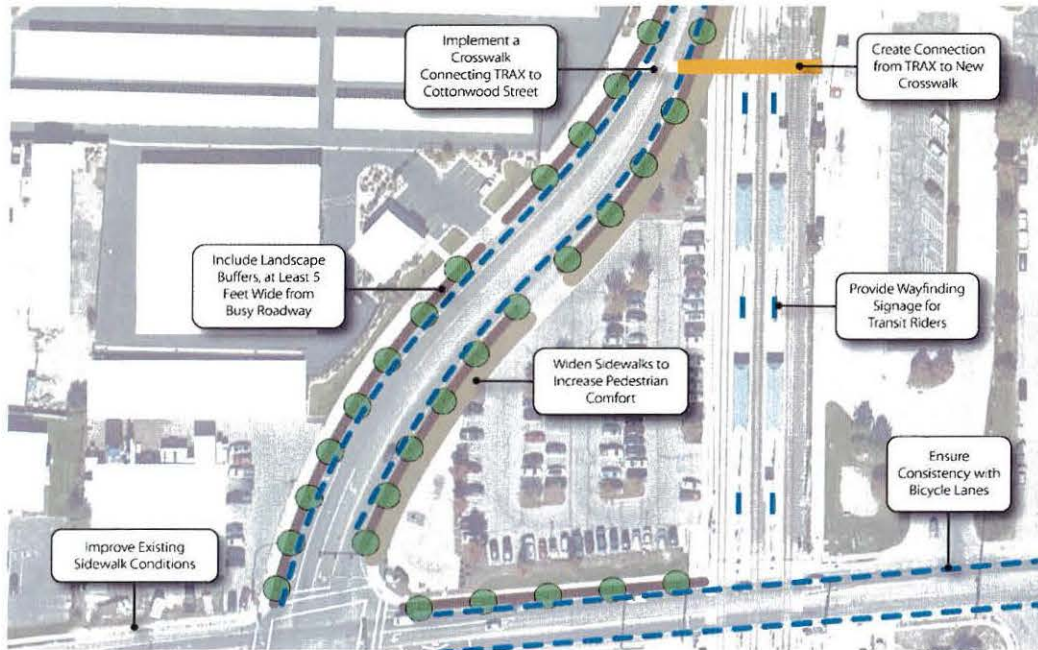 Implement a
Crosswalk
Connecting TRAX to
Cottonwood Street
Create Connection
from TRAX to New
Crosswalk
Include Landscape
Buffers, at Least 5
Feet Wide from
Busy Roadway
Provide Wayfinding
Signage for
Transit Riders
Widen Sidewalks to
Increase Pedestrian
Comfort
Ensure
Consistency with
Bicycle Lanes
Improve Existing
Sidewalk Conditions